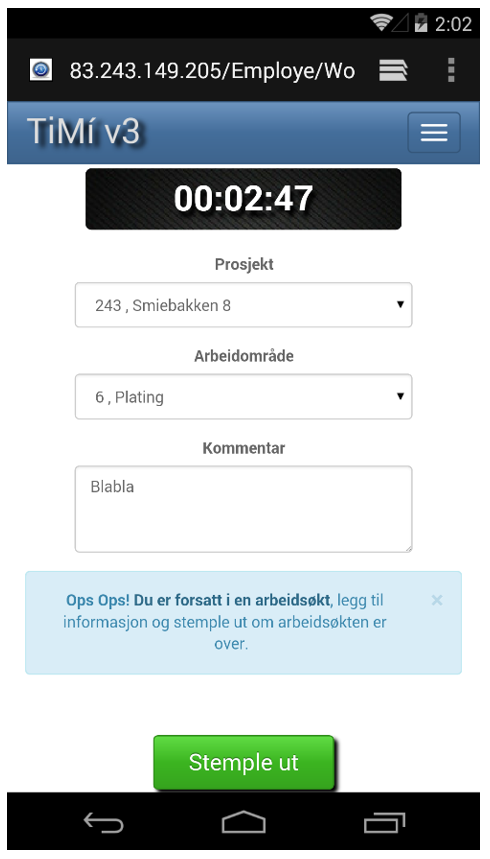 2:02
83.243.149.205/Employe/Wo
TiMí v3
00:02:47
Prosjekt
243 , Smiebakken 8
Arbeidområde
6 , Plating
Kommentar
Blabla
Ops Ops! Du er forsatt i en arbeidsøkt, legg til
informasjon og stemple ut om arbeidsøkten er
over.
×
Stemple ut